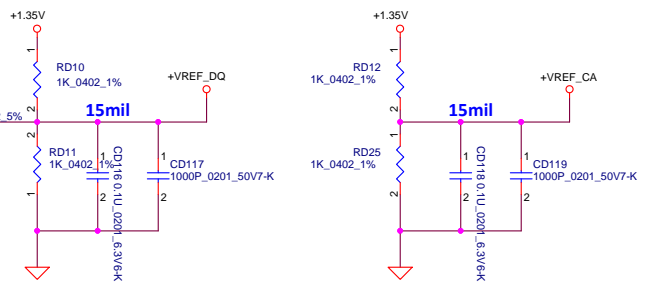 +1.35V
1
RD10
1K_0402_1%
2
+VREF_DQ
_5%
15mil
2
RD11
1K_0402_1%
1
1
CD116 0.1U_0201_6.3V6-K
2
1
CD117
1000P_0201_50V7-K
2
+1.35V
1
RD12
1K_0402_1%
2
+VREF_CA
15mil
1
RD25
1K_0402_1%
2
1
CD118 0.1U_0201_6.3V6-K
2
1
CD119
1000P_0201_50V7-K
2